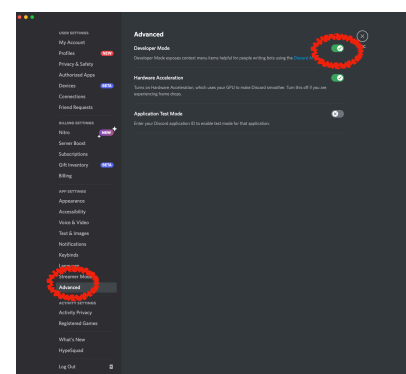 USER SETTINGS
My Account
Profiles NEW
Privacy & Safety
Authorized Apps
Devices BETA
Connections
Friend Requests
BILLING SETTINGS
Nitro NEW
Server Boost
Subscriptions
Gift Inventory BETA
Billing
APP SETTINGS
Appearance
Accessibility
Voice & Video
Text & Images
Notifications
Keybinds
Language
Streamer Mode
Advanced
ACTIVITY SETTINGS
Activity Privacy
Registered Games
What's New
HypeSquad
Log Out
Advanced
Developer Mode
Developer Mode exposes context menu items helpful for people writing bots using the Discord
Hardware Acceleration
Turns on Hardware Acceleration, which uses your GPU to make Discord smoother. Turn this off if you are
experiencing frame drops.
Application Test Mode
Enter your Discord application ID to enable test mode for that application.